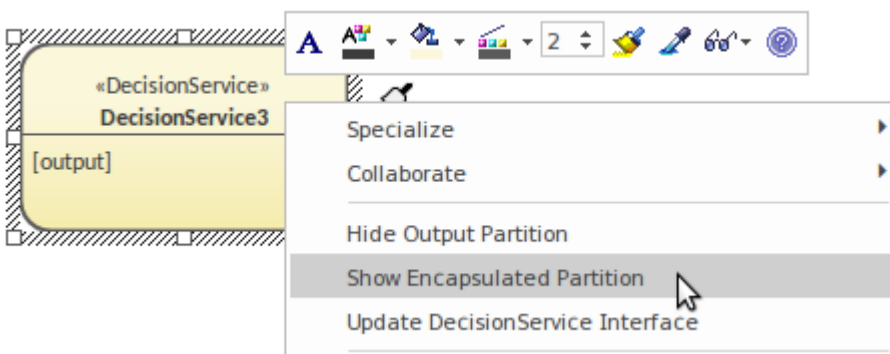 A A 2
«DecisionService»
DecisionService3
[output]
Specialize
Collaborate
Hide Output Partition
Show Encapsulated Partition
Update DecisionService Interface